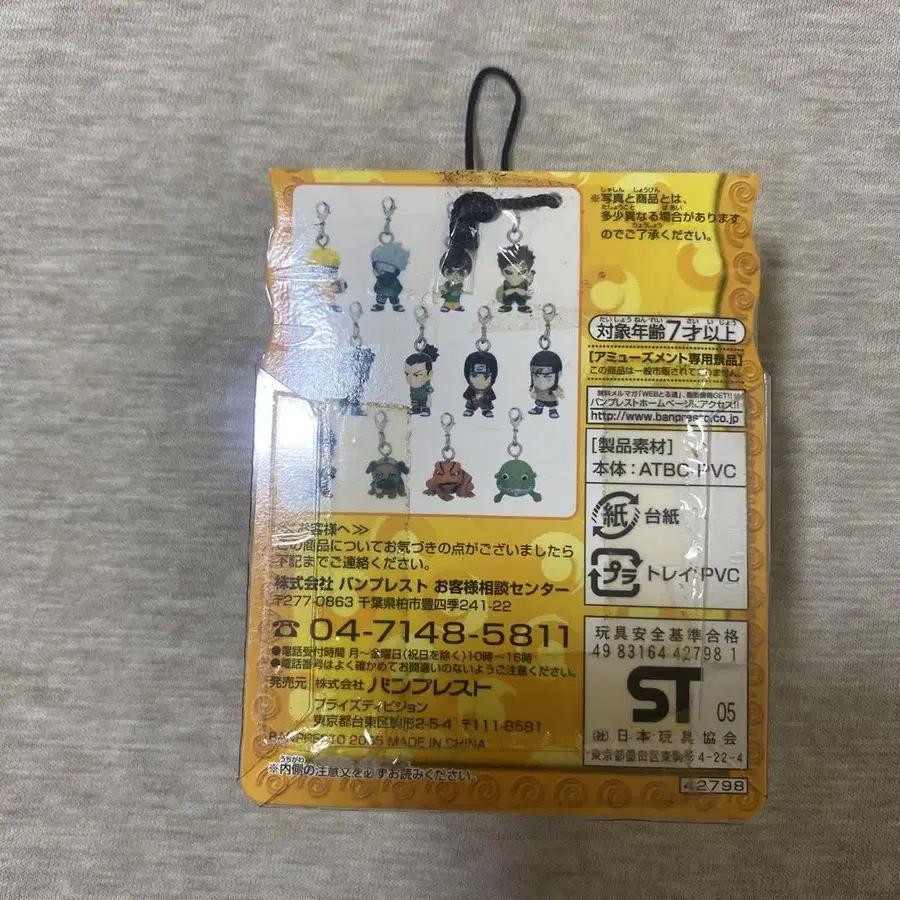 ※写真と商品とは、
多少異なる場合があります
のでご了承ください。
対象年齢7才以上
【アミューズメント専用景品】
この商品は一般市販されておりません。
無料メルマガ「WEBとる通」、最新情報GET!!
バンプレストホームページにアクセス!!
http://www.banpresto.co.jp
[製品素材]
本体:ATBC-PVC
紙 台紙
プラ トレイ:PVC
≪お客様へ≫
この商品についてお気づきの点がございましたら
下記までご連絡ください。
株式会社 バンプレスト お客様相談センター
〒277-0863 千葉県柏市豊四季241-22
☎ 04-7148-5811
●電話受付時間 月〜金曜日(祝日を除く)10時〜16時
●電話番号はよく確かめてお間違いのないようご注意ください。
発売元 株式会社 バンプレスト
プライズディビジョン
東京都台東区駒形2-5-4 〒111-8581
BANPRESTO 2005 MADE IN CHINA
※内側の注意文を必ずお読みください。
玩具安全基準合格
49 83164 42798 1
ST 05
(社)日本玩具協会
東京都墨田区東駒形4-22-4
42798